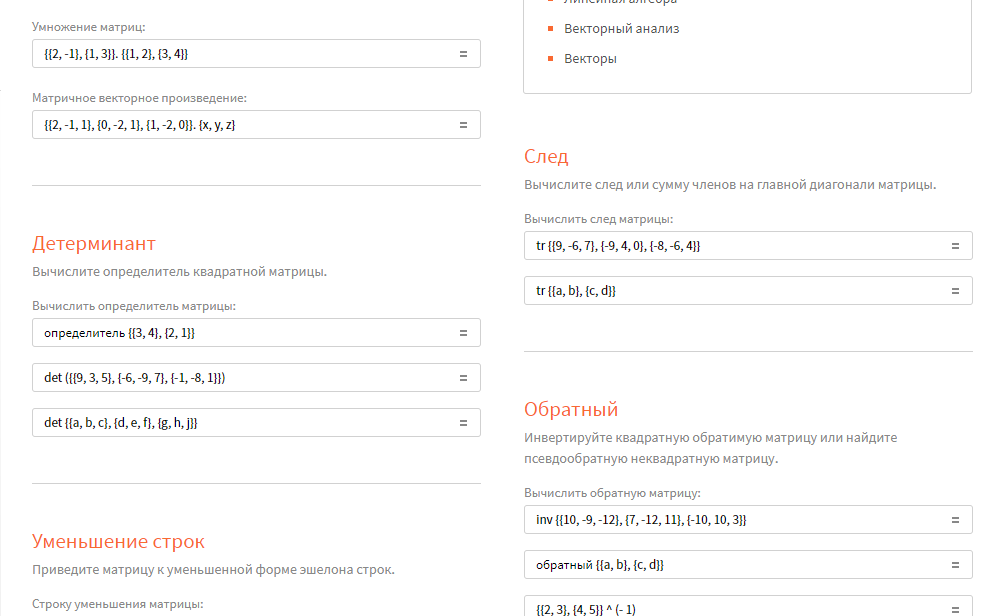 Умножение матриц:
{{2, -1}, {1, 3}}. {{1, 2}, {3, 4}}
=
Матричное векторное произведение:
{{2, -1, 1}, {0, -2, 1}, {1, -2, 0}}. {x, y, z}
=
Детерминант
Вычислите определитель квадратной матрицы.
Вычислить определитель матрицы:
определитель {{3, 4}, {2, 1}}
=
det ({{9, 3, 5}, {-6, -9, 7}, {-1, -8, 1}})
=
det {{a, b, c}, {d, e, f}, {g, h, j}}
=
Уменьшение строк
Приведите матрицу к уменьшенной форме эшелона строк.
Строку уменьшения матрицы:
Линейная алгебра
Векторный анализ
Векторы
След
Вычислите след или сумму членов на главной диагонали матрицы.
Вычислить след матрицы:
tr {{9, -6, 7}, {-9, 4, 0}, {-8, -6, 4}}
=
tr {{a, b}, {c, d}}
=
Обратный
Инвертируйте квадратную обратимую матрицу или найдите
псевдообратную неквадратную матрицу.
Вычислить обратную матрицу:
inv {{10, -9, -12}, {7, -12, 11}, {-10, 10, 3}}
=
обратный {{a, b}, {c, d}}
=
{{2, 3}, {4, 5}} ^ (- 1)
=